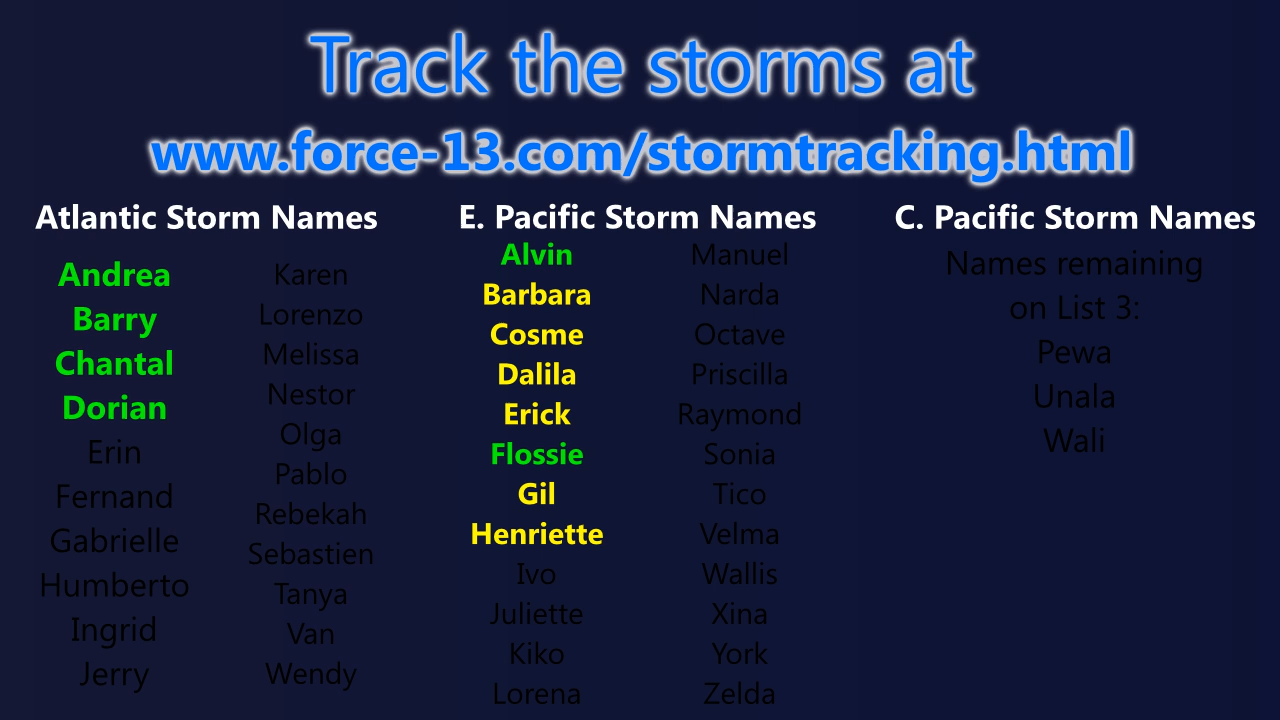 Track the storms at
www.force-13.com/stormtracking.html
Atlantic Storm Names
Andrea
Barry
Chantal
Dorian
Erin
Fernand
Gabrielle
Humberto
Ingrid
Jerry
Karen
Lorenzo
Melissa
Nestor
Olga
Pablo
Rebekah
Sebastien
Tanya
Van
Wendy
E. Pacific Storm Names
Alvin
Barbara
Cosme
Dalila
Erick
Flossie
Gil
Henriette
Ivo
Juliette
Kiko
Lorena
Manuel
Narda
Octave
Priscilla
Raymond
Sonia
Tico
Velma
Wallis
Xina
York
Zelda
C. Pacific Storm Names
Names remaining
on List 3:
Pewa
Unala
Wali